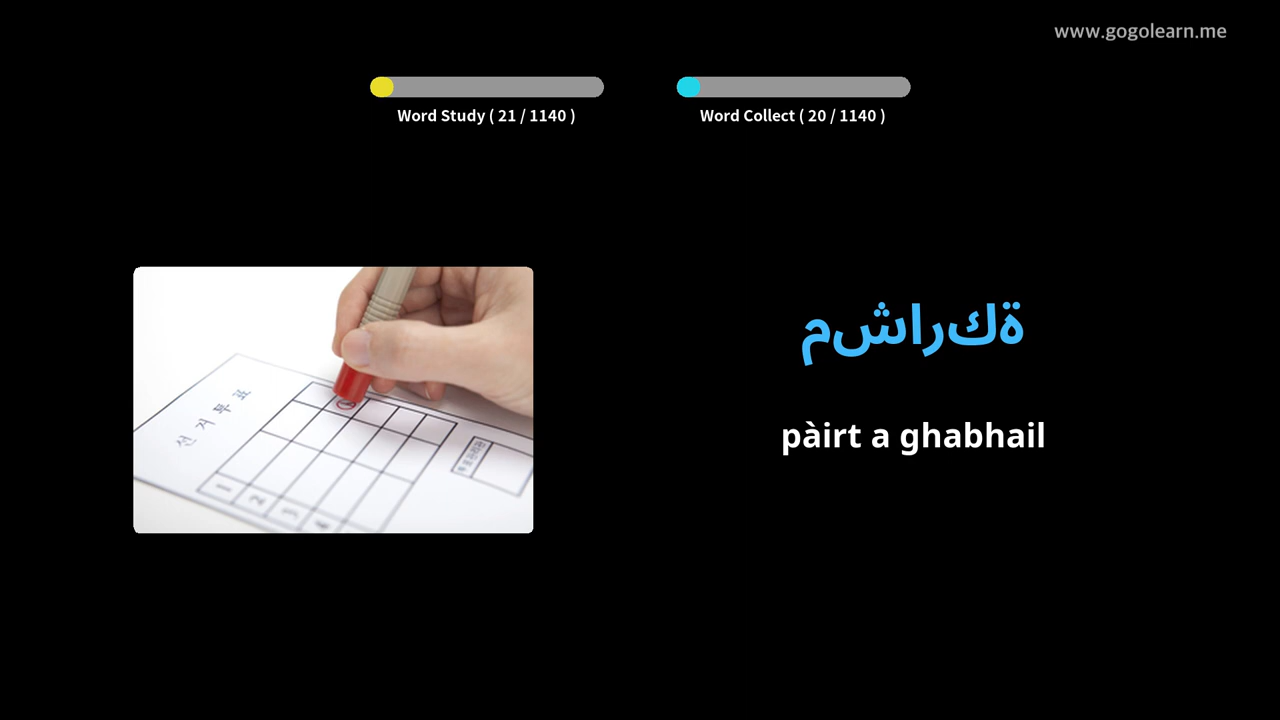 www.gogolearn.me
Word Study ( 21 / 1140 )
Word Collect ( 20 / 1140 )
ةكراشم
pàirt a ghabhail
선거투표
1
2
3
4